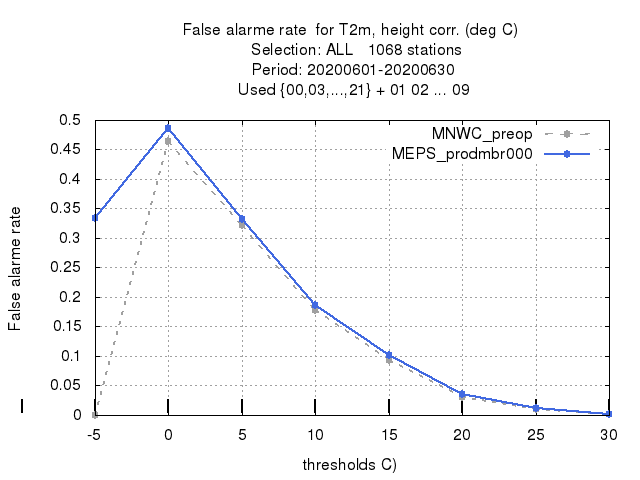 False alarme rate  for T2m, height corr. (deg C)
Selection: ALL   1068 stations
Period: 20200601-20200630
Used {00,03,...,21} + 01 02 ... 09
MNWC_preop
MEPS_prodmbr000
False alarme rate
0.5
0.45
0.4
0.35
0.3
0.25
0.2
0.15
0.1
0.05
0
-5 0 5 10 15 20 25 30
thresholds C)